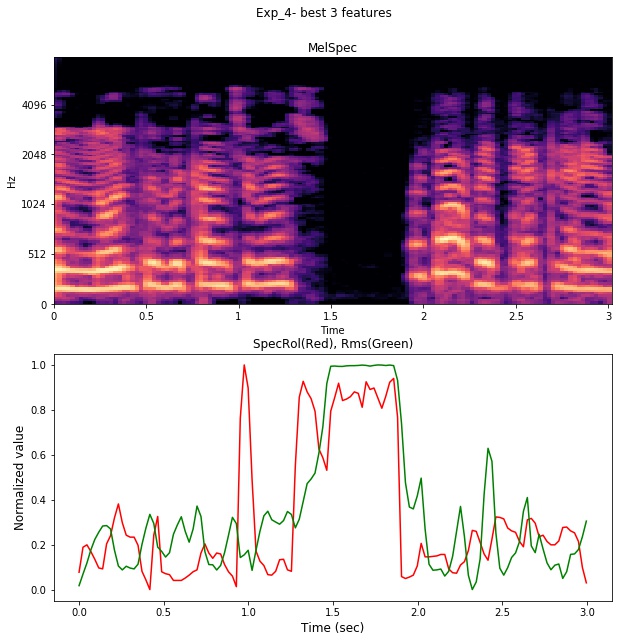 Exp_4- best 3 features
MelSpec
Hz
4096
2048
1024
512
0
0 0.5 1 1.5 2 2.5 3
Time
SpecRol(Red), Rms(Green)
Normalized value
1.0
0.8
0.6
0.4
0.2
0.0
0.0 0.5 1.0 1.5 2.0 2.5 3.0
Time (sec)